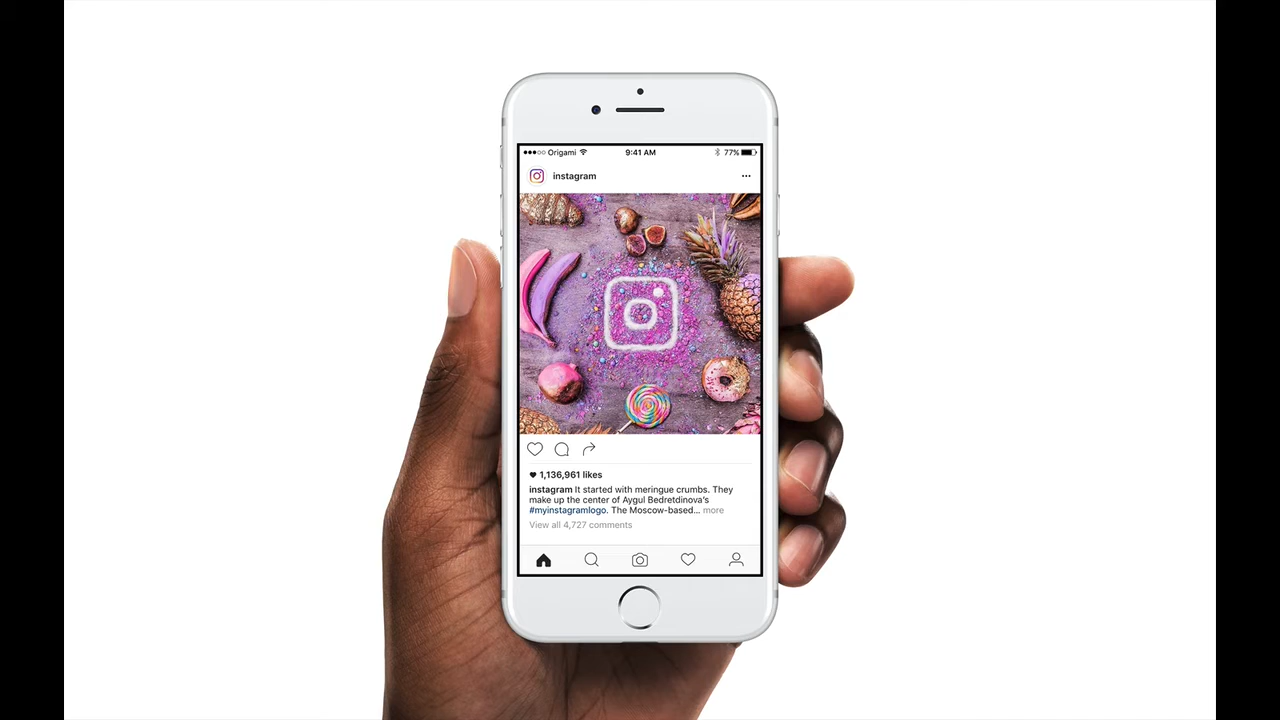 Origami 9:41 AM 77%
instagram
1,136,961 likes
instagram It started with meringue crumbs. They
make up the center of Aygul Bedretdinova's
#myinstagramlogo. The Moscow-based... more
View all 4,727 comments